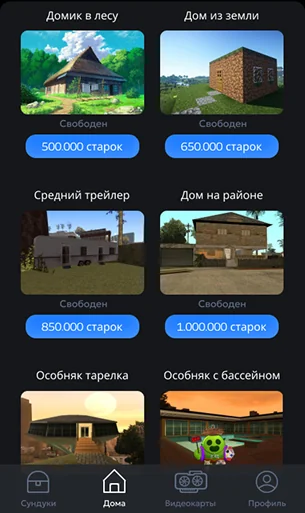 Домик в лесу
Дом из земли
Свободен
Свободен
500.000 старок
650.000 старок
Средний трейлер
Дом на районе
Свободен
Свободен
850.000 старок
1.000.000 старок
Особняк тарелка
Особняк с бассейном
Сундуки
Дома
Видеокарты
Профиль